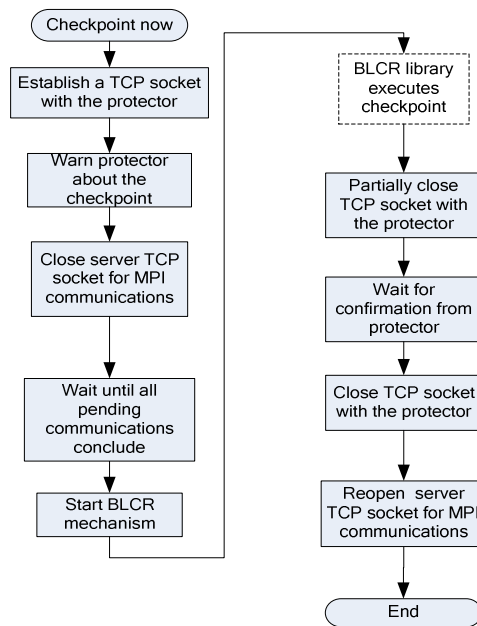 Checkpoint now
Establish a TCP socket
with the protector
Warn protector
about the
checkpoint
Close server TCP
socket for MPI
communications
Wait until all
pending
communications
conclude
Start BLCR
mechanism
BLCR library
executes
checkpoint
Partially close
TCP socket with
the protector
Wait for
confirmation from
protector
Close TCP socket
with the protector
Reopen server
TCP socket for MPI
communications
End